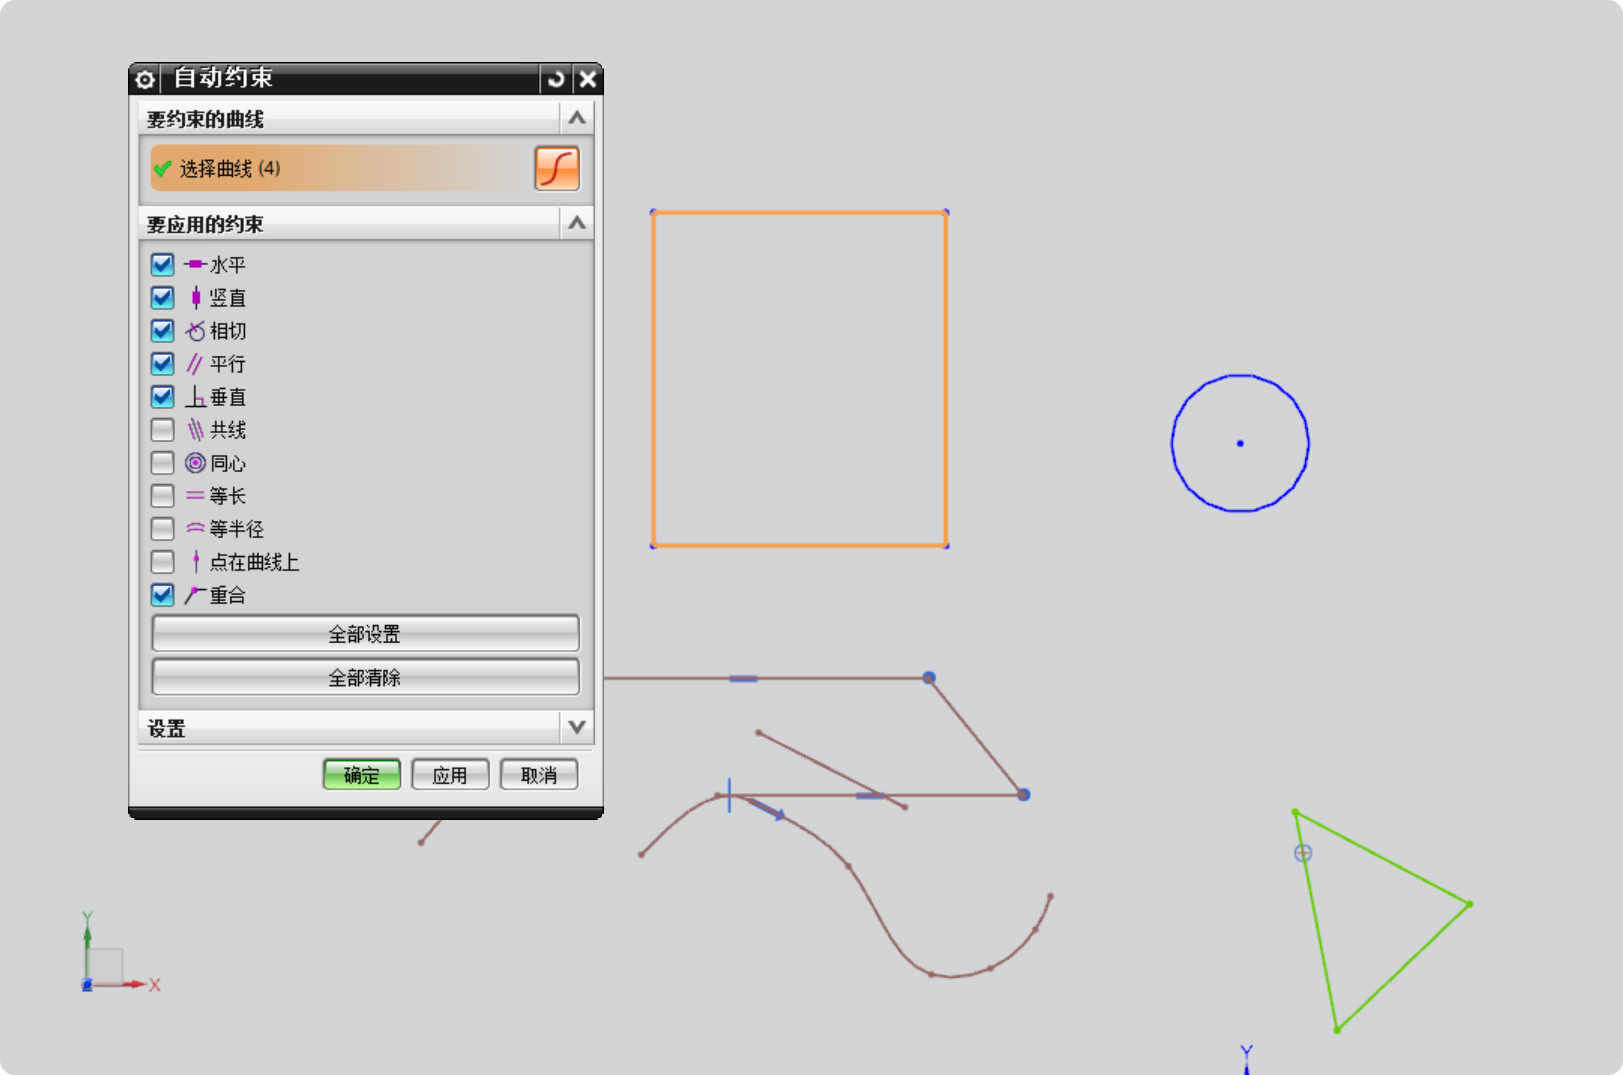 自动约束
要约束的曲线
选择曲线 (4)
要应用的约束
水平
竖直
相切
平行
垂直
共线
同心
等长
等半径
点在曲线上
重合
全部设置
全部清除
设置
确定 应用 取消
Y
Z X
Y